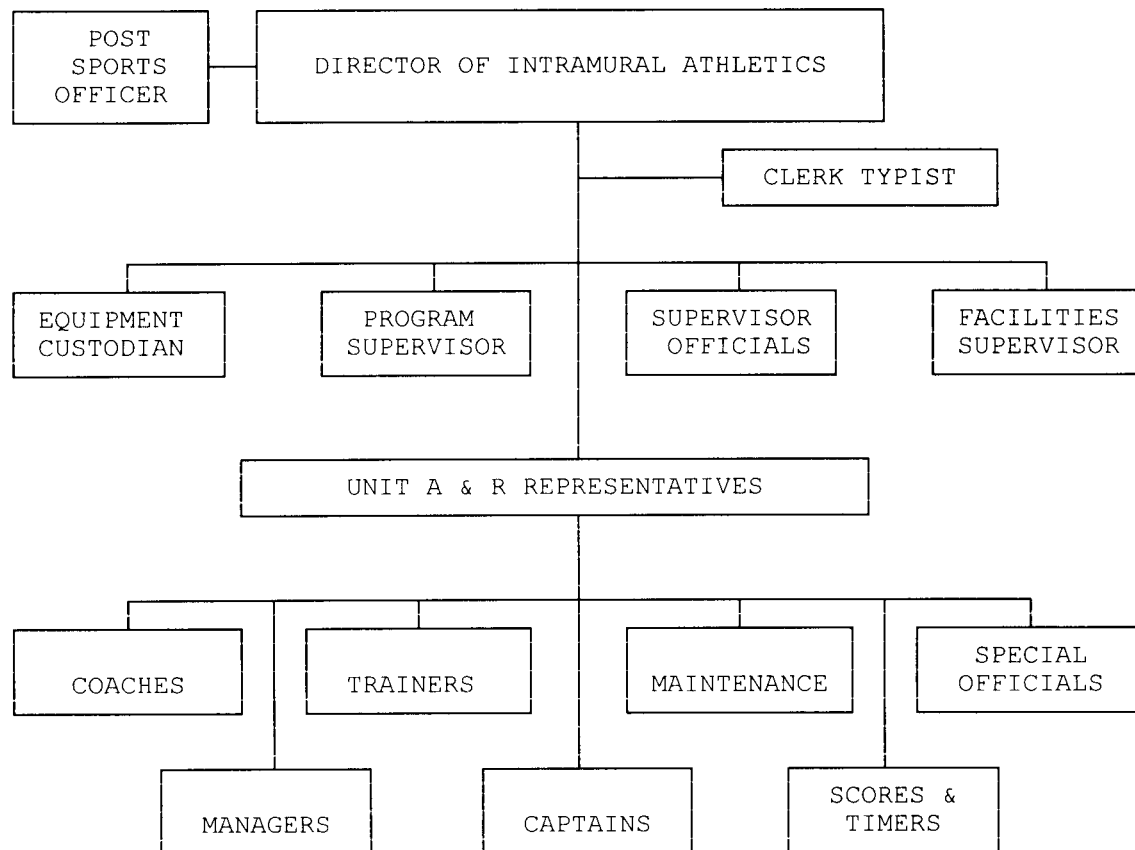 POST
SPORTS
OFFICER
DIRECTOR OF INTRAMURAL ATHLETICS
CLERK TYPIST
EQUIPMENT
CUSTODIAN
PROGRAM
SUPERVISOR
SUPERVISOR
OFFICIALS
FACILITIES
SUPERVISOR
UNIT A & R REPRESENTATIVES
COACHES
TRAINERS
MAINTENANCE
SPECIAL
OFFICIALS
MANAGERS
CAPTAINS
SCORES &
TIMERS